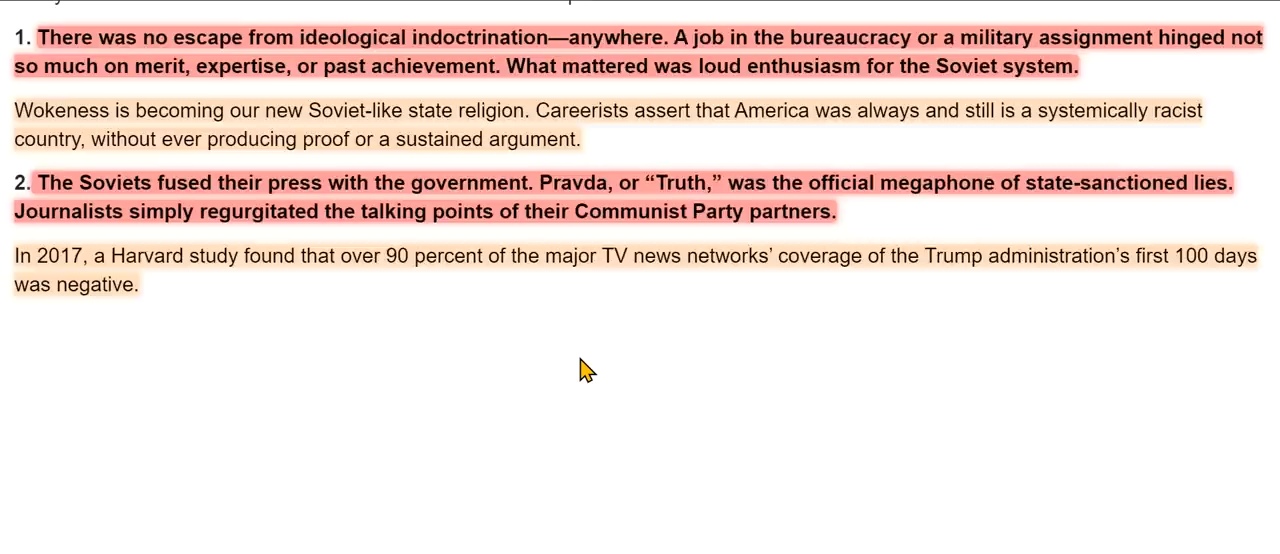 1. There was no escape from ideological indoctrination—anywhere. A job in the bureaucracy or a military assignment hinged not
so much on merit, expertise, or past achievement. What mattered was loud enthusiasm for the Soviet system.
Wokeness is becoming our new Soviet-like state religion. Careerists assert that America was always and still is a systemically racist
country, without ever producing proof or a sustained argument.
2. The Soviets fused their press with the government. Pravda, or “Truth,” was the official megaphone of state-sanctioned lies.
Journalists simply regurgitated the talking points of their Communist Party partners.
In 2017, a Harvard study found that over 90 percent of the major TV news networks’ coverage of the Trump administration’s first 100 days
was negative.